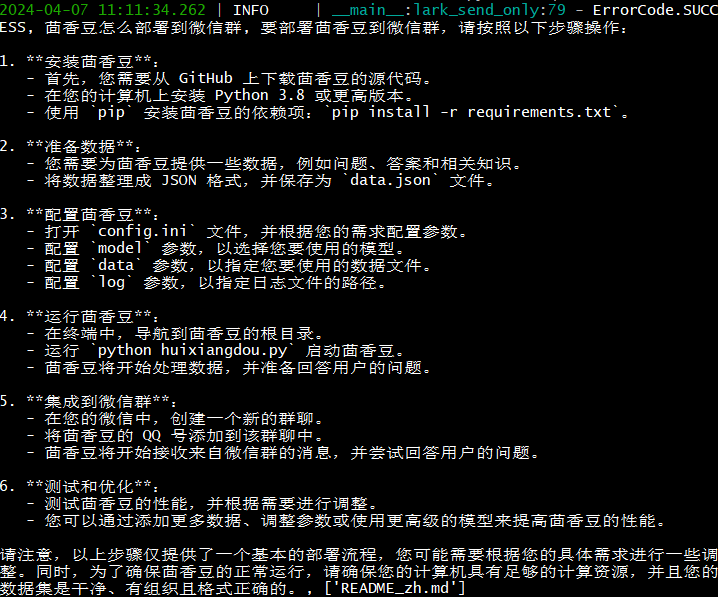 2024-04-07 11:11:34.262 | INFO     | __main__:lark_send_only:79 - ErrorCode.SUCC
ESS, 茴香豆怎么部署到微信群，要部署茴香豆到微信群，请按照以下步骤操作：
1. **安装茴香豆**：
- 首先，您需要从 GitHub 上下载茴香豆的源代码。
- 在您的计算机上安装 Python 3.8 或更高版本。
- 使用 `pip` 安装茴香豆的依赖项：`pip install -r requirements.txt`。
2. **准备数据**：
- 您需要为茴香豆提供一些数据，例如问题、答案和相关知识。
- 将数据整理成 JSON 格式，并保存为 `data.json` 文件。
3. **配置茴香豆**：
- 打开 `config.ini` 文件，并根据您的需求配置参数。
- 配置 `model` 参数，以选择您要使用的模型。
- 配置 `data` 参数，以指定您要使用的数据文件。
- 配置 `log` 参数，以指定日志文件的路径。
4. **运行茴香豆**：
- 在终端中，导航到茴香豆的根目录。
- 运行 `python huixiangdou.py` 启动茴香豆。
- 茴香豆将开始处理数据，并准备回答用户的问题。
5. **集成到微信群**：
- 在您的微信中，创建一个新的群聊。
- 将茴香豆的 QQ 号添加到该群聊中。
- 茴香豆将开始接收来自微信群的消息，并尝试回答用户的问题。
6. **测试和优化**：
- 测试茴香豆的性能，并根据需要进行调整。
- 您可以通过添加更多数据、调整参数或使用更高级的模型来提高茴香豆的性能。
请注意，以上步骤仅提供了一个基本的部署流程，您可能需要根据您的具体需求进行一些调
整。同时，为了确保茴香豆的正常运行，请确保您的计算机具有足够的计算资源，并且您的
数据集是干净、有组织且格式正确的。, ['README_zh.md']